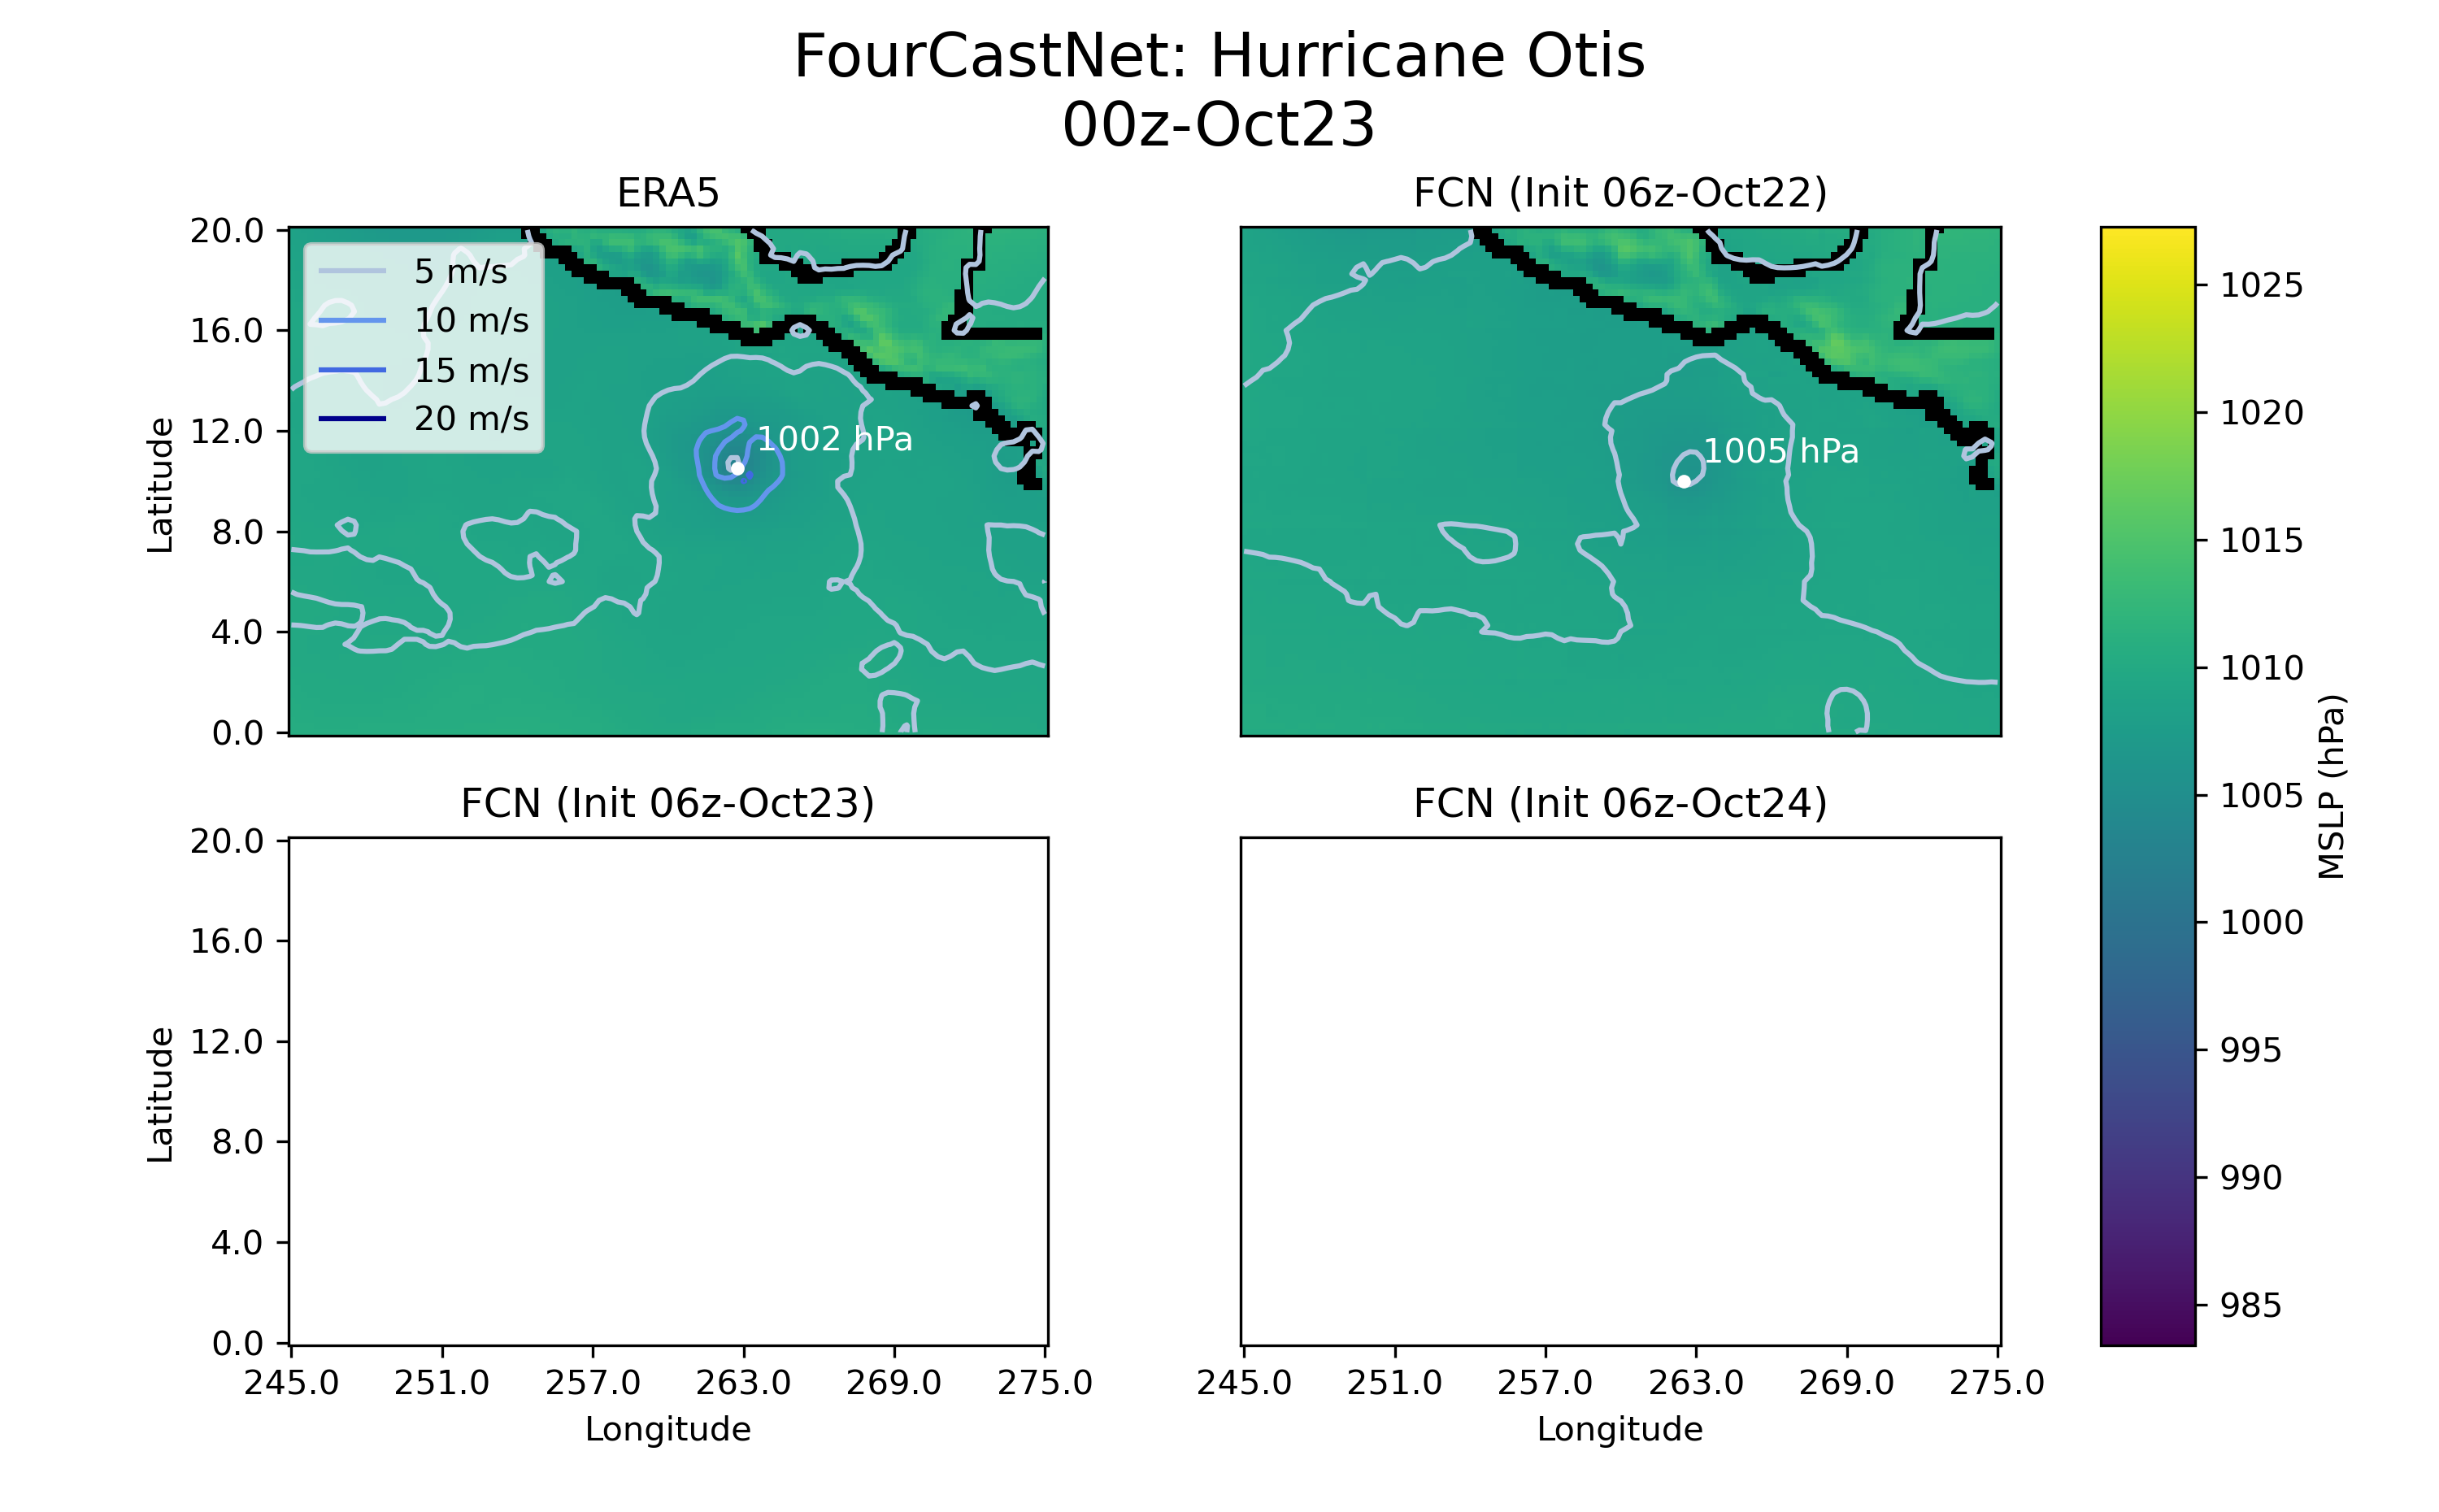 FourCastNet: Hurricane Otis
00z-Oct23
ERA5
FCN (Init 06z-Oct22)
20.0
16.0
12.0
8.0
4.0
0.0
Latitude
5 m/s
10 m/s
15 m/s
20 m/s
1002 hPa
1005 hPa
FCN (Init 06z-Oct23)
FCN (Init 06z-Oct24)
20.0
16.0
12.0
8.0
4.0
0.0
Latitude
245.0 251.0 257.0 263.0 269.0 275.0
Longitude
245.0 251.0 257.0 263.0 269.0 275.0
Longitude
1025
1020
1015
1010
1005
1000
995
990
985
MSLP (hPa)